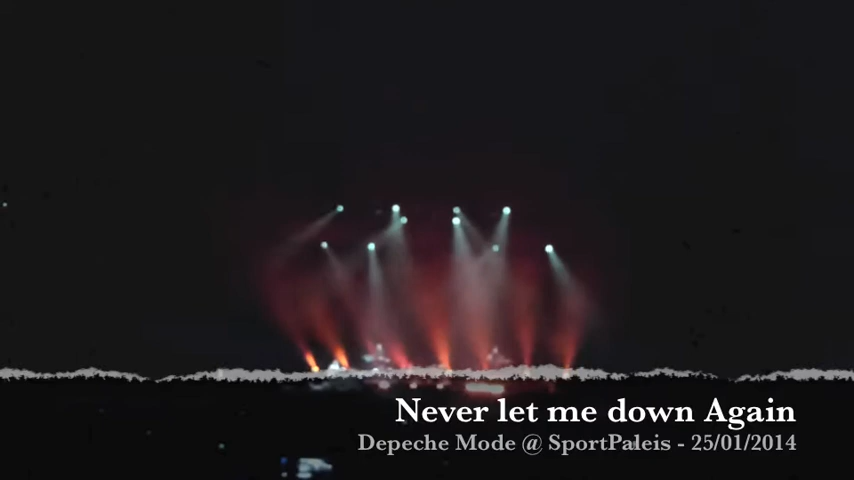 Never let me down Again
Depeche Mode @ SportPaleis - 25/01/2014